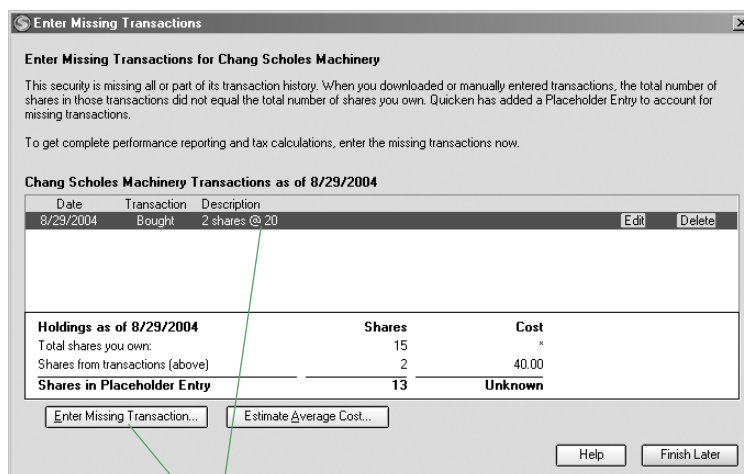 Enter Missing Transactions
Enter Missing Transactions for Chang Scholes Machinery
This security is missing all or part of its transaction history. When you downloaded or manually entered transactions, the total number of
shares in those transactions did not equal the total number of shares you own. Quicken has added a Placeholder Entry to account for
missing transactions.
To get complete performance reporting and tax calculations, enter the missing transactions now.
Chang Scholes Machinery Transactions as of 8/29/2004
Date Transaction Description
8/29/2004 Bought 2 shares @ 20 Edit Delete
Holdings as of 8/29/2004 Shares Cost
Total shares you own: 15 *
Shares from transactions (above) 2 40.00
Shares in Placeholder Entry 13 Unknown
Enter Missing Transaction... Estimate Average Cost...
Help Finish Later